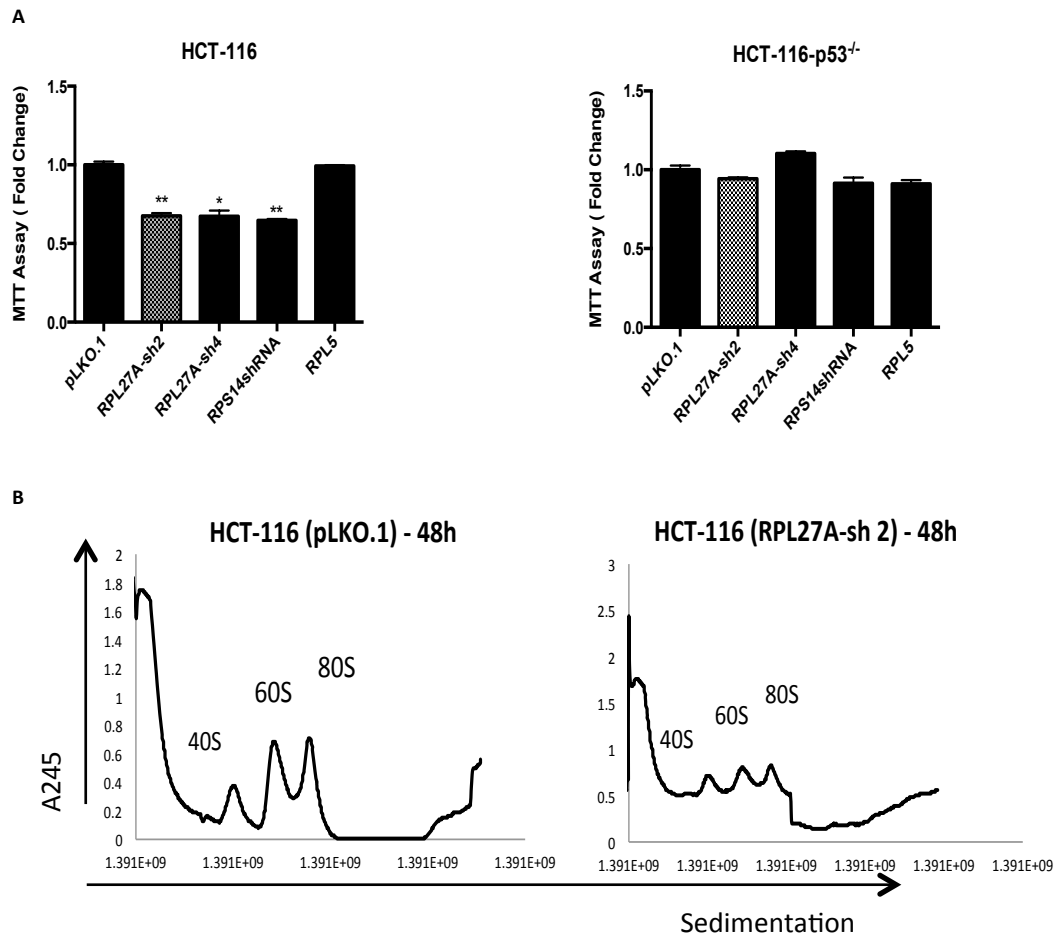 A
HCT-116
HCT-116-p53-/-
MTT Assay ( Fold Change)
1.5
1.0
0.5
0.0
** * **
pLKO.1
RPL27A-sh2
RPL27A-sh4
RPS14shRNA
RPL5
MTT Assay ( Fold Change)
1.5
1.0
0.5
0.0
pLKO.1
RPL27A-sh2
RPL27A-sh4
RPS14shRNA
RPL5
B
HCT-116 (pLKO.1) - 48h
A245
2
1.8
1.6
1.4
1.2
1
0.8
0.6
0.4
0.2
0
40S
60S
80S
1.391E+09 1.391E+09 1.391E+09 1.391E+09 1.391E+09
HCT-116 (RPL27A-sh 2) - 48h
3
2.5
2
1.5
1
0.5
0
40S
60S
80S
1.391E+09 1.391E+09 1.391E+09 1.391E+09 1.391E+09 1.391E+09
Sedimentation